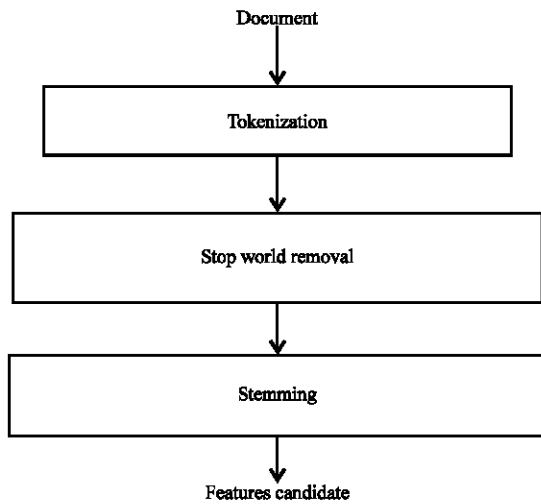 Document
Tokenization
Stop world removal
Stemming
Features candidate